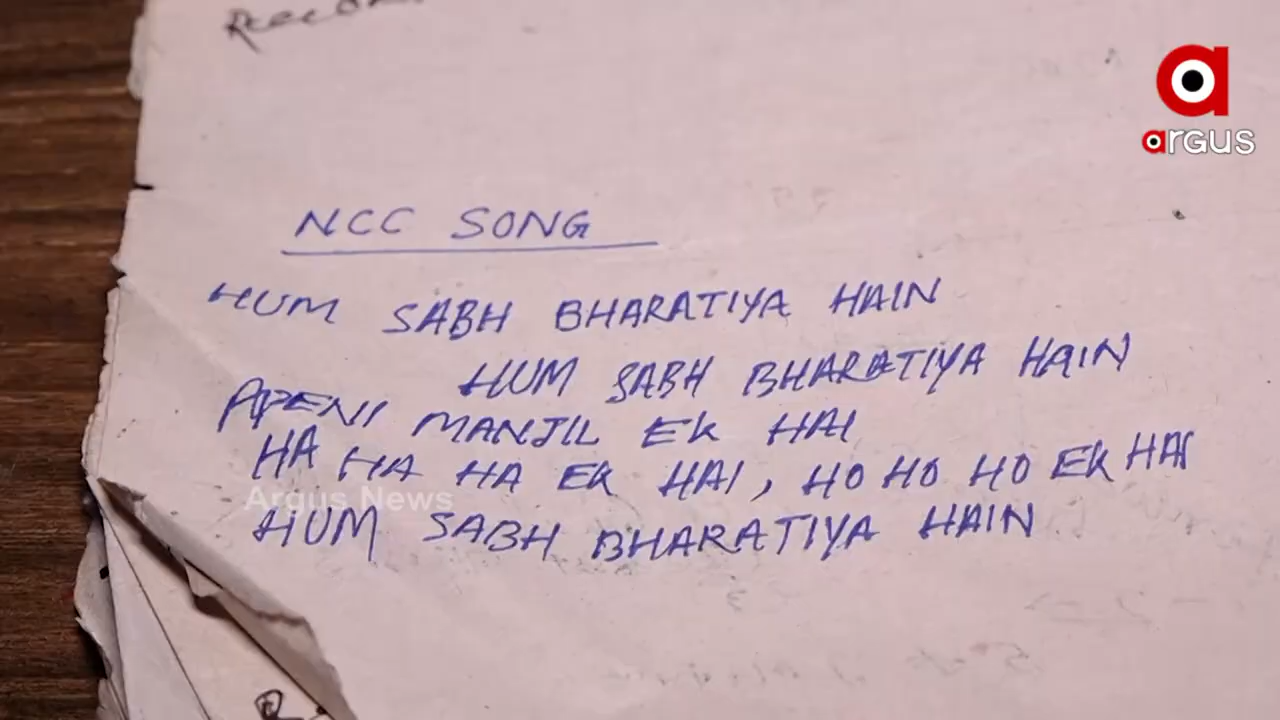 argus
NCC SONG
HUM SABH BHARATIYA HAIN
HUM SABH BHARATIYA HAIN
APENI MANJIL EK HAI
HA HA HA EK HAI, HO HO HO EK HAI
Argus News
HUM SABH BHARATIYA HAIN